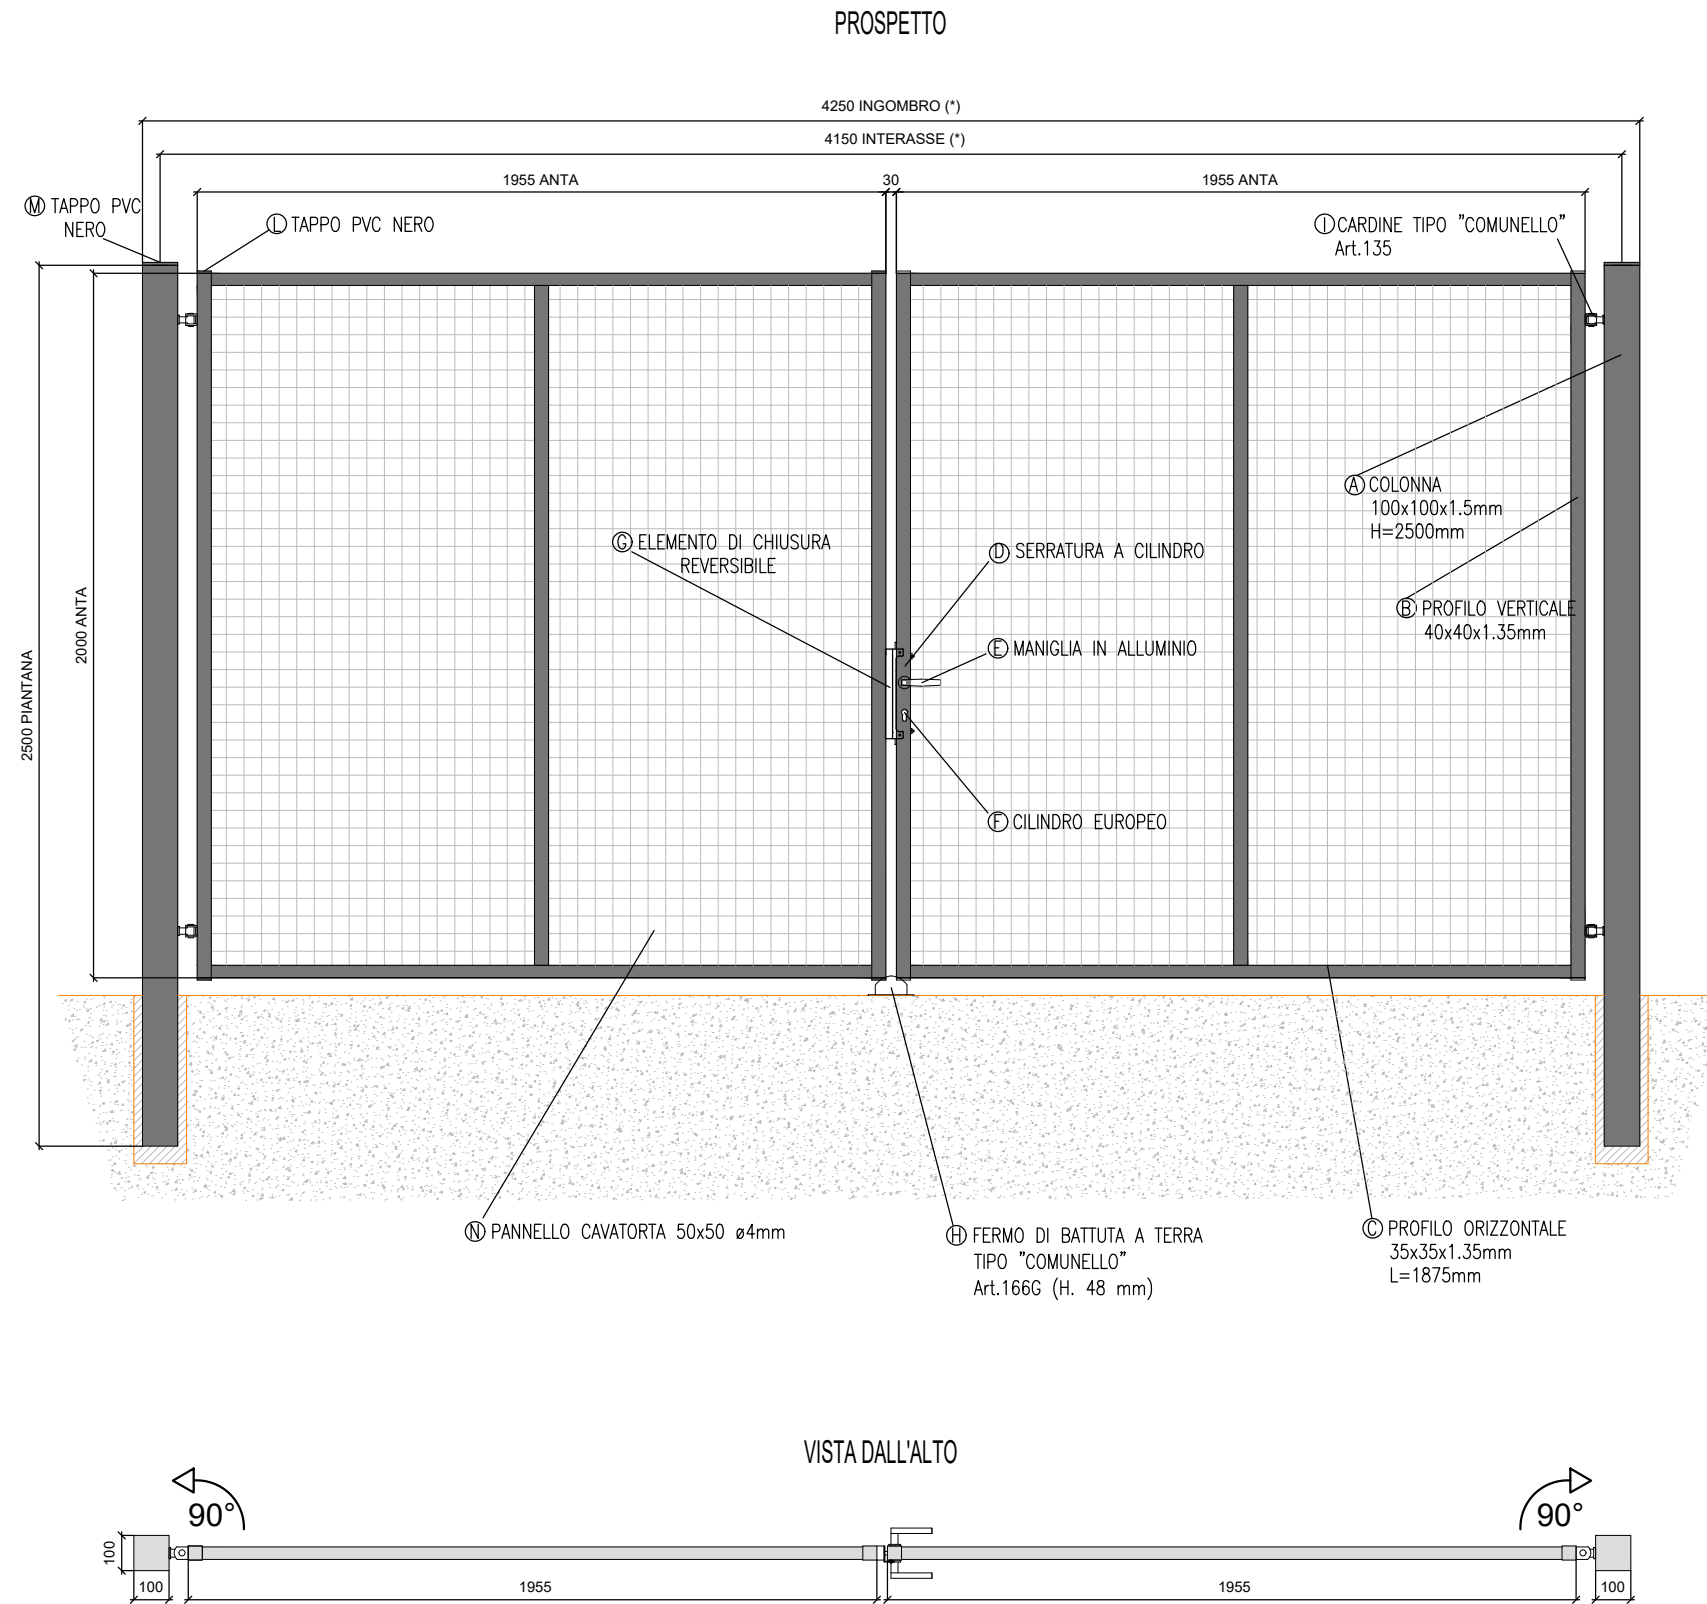 PROSPETTO
4250 INGOMBRO (*)
4150 INTERASSE (*)
1955 ANTA
30
1955 ANTA
M TAPPO PVC
NERO
L TAPPO PVC NERO
I CARDINE TIPO "COMUNELLO"
Art.135
A COLONNA
100x100x1.5mm
H=2500mm
G ELEMENTO DI CHIUSURA
REVERSIBILE
D SERRATURA A CILINDRO
B PROFILO VERTICALE
40x40x1.35mm
E MANIGLIA IN ALLUMINIO
2000 ANTA
2500 PIANTANA
F CILINDRO EUROPEO
N PANNELLO CAVATORTA 50x50 ø4mm
H FERMO DI BATTUTA A TERRA
TIPO "COMUNELLO"
Art.166G (H. 48 mm)
C PROFILO ORIZZONTALE
35x35x1.35mm
L=1875mm
VISTA DALL'ALTO
90°
90°
100
100
1955
1955
100